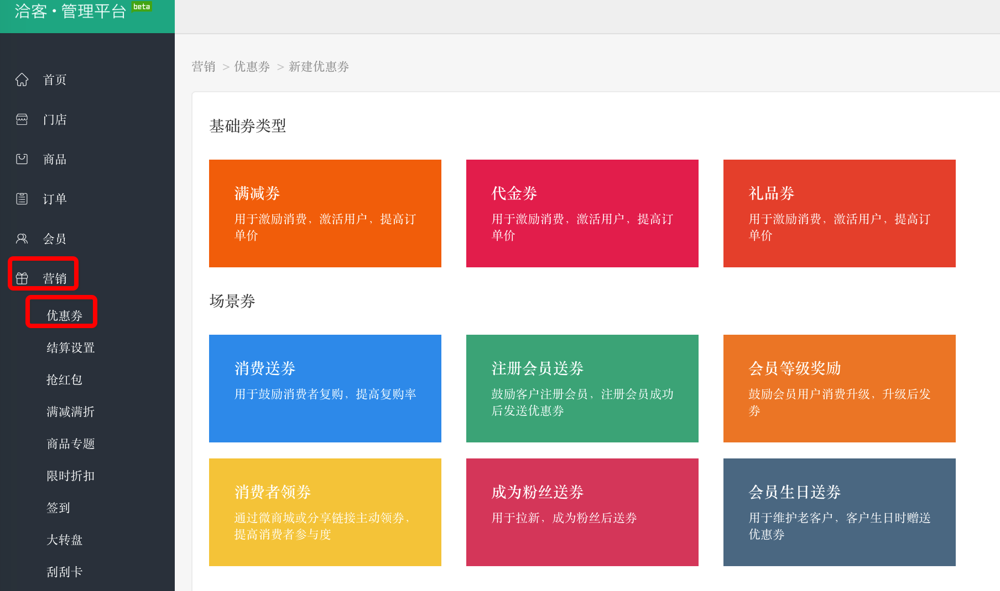 洽客·管理平台 beta
首页
门店
商品
订单
会员
营销
优惠券
结算设置
抢红包
满减满折
商品专题
限时折扣
签到
大转盘
刮刮卡
营销 > 优惠券 > 新建优惠券
基础券类型
满减券
用于激励消费，激活用户，提高订
单价
代金券
用于激励消费，激活用户，提高订
单价
礼品券
用于激励消费，激活用户，提高订
单价
场景券
消费送券
用于鼓励消费者复购，提高复购率
注册会员送券
鼓励客户注册会员，注册会员成功
后发送优惠券
会员等级奖励
鼓励会员用户消费升级，升级后发
券
消费者领券
通过微商城或分享链接主动领券，
提高消费者参与度
成为粉丝送券
用于拉新，成为粉丝后送券
会员生日送券
用于维护老客户，客户生日时赠送
优惠券